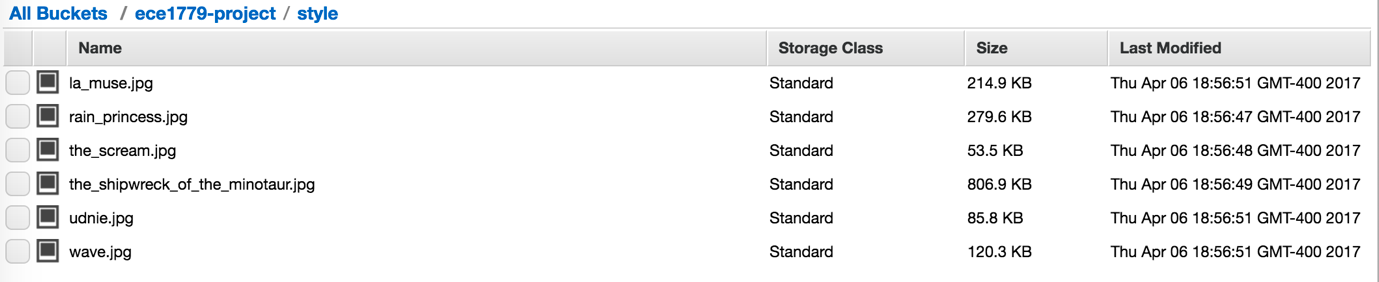 All Buckets / ece1779-project / style
Name Storage Class Size Last Modified
la_muse.jpg Standard 214.9 KB Thu Apr 06 18:56:51 GMT-400 2017
rain_princess.jpg Standard 279.6 KB Thu Apr 06 18:56:47 GMT-400 2017
the_scream.jpg Standard 53.5 KB Thu Apr 06 18:56:48 GMT-400 2017
the_shipwreck_of_the_minotaur.jpg Standard 806.9 KB Thu Apr 06 18:56:49 GMT-400 2017
udnie.jpg Standard 85.8 KB Thu Apr 06 18:56:51 GMT-400 2017
wave.jpg Standard 120.3 KB Thu Apr 06 18:56:51 GMT-400 2017